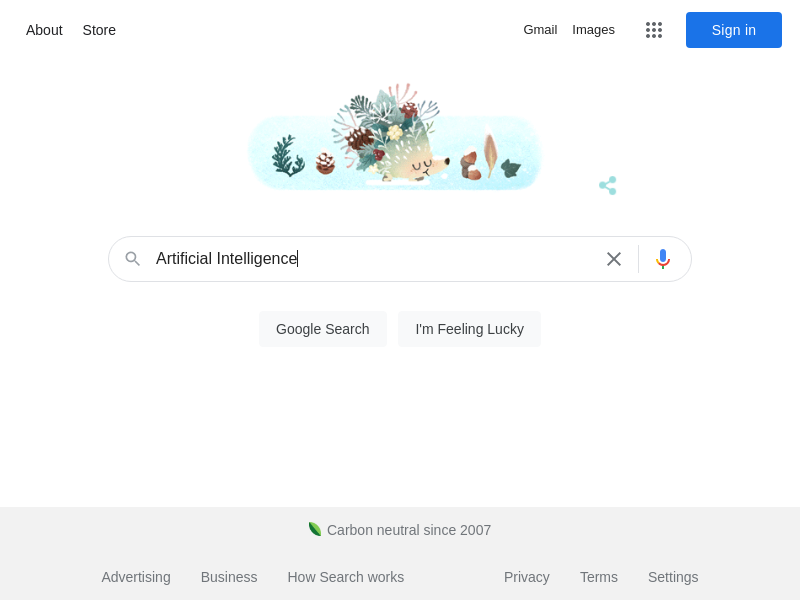 About Store Gmail Images Sign in
Artificial Intelligence
Google Search I'm Feeling Lucky
Carbon neutral since 2007
Advertising Business How Search works Privacy Terms Settings